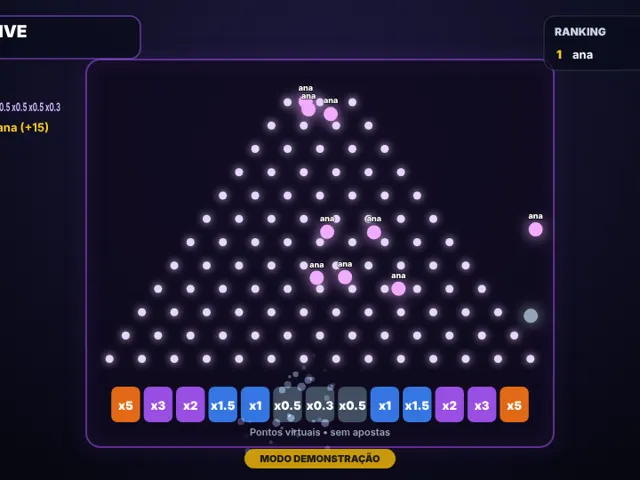 IVE
RANKING
1 ana
0.5 x0.5 x0.5 x0.3
ana (+15)
ana
ana
ana
ana
ana
ana
ana
ana
ana
ana
x5 x3 x2 x1.5 x1 x0.5 x0.3 x0.5 x1 x1.5 x2 x3 x5
Pontos virtuais • sem apostas
MODO DEMONSTRAÇÃO